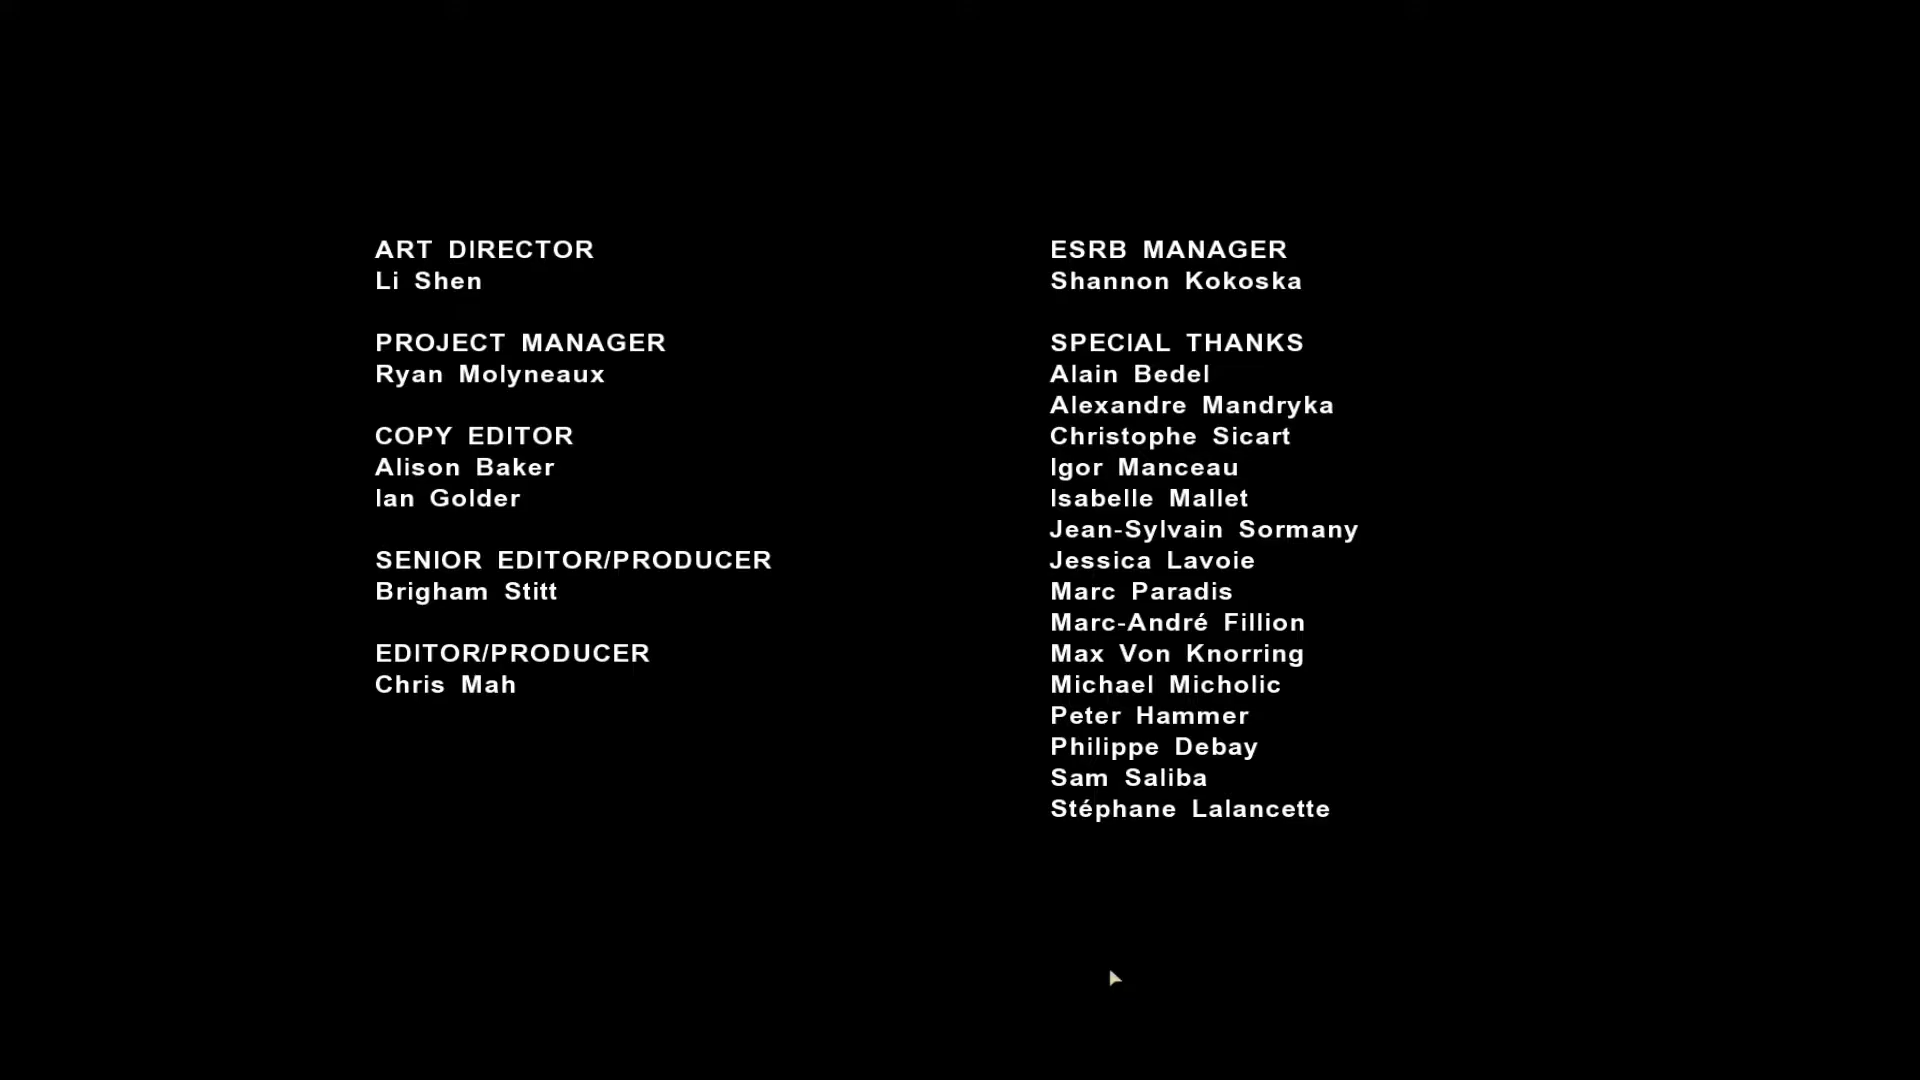 ART DIRECTOR
Li Shen
PROJECT MANAGER
Ryan Molyneaux
COPY EDITOR
Alison Baker
Ian Golder
SENIOR EDITOR/PRODUCER
Brigham Stitt
EDITOR/PRODUCER
Chris Mah
ESRB MANAGER
Shannon Kokoska
SPECIAL THANKS
Alain Bedel
Alexandre Mandryka
Christophe Sicart
Igor Manceau
Isabelle Mallet
Jean-Sylvain Sormany
Jessica Lavoie
Marc Paradis
Marc-André Fillion
Max Von Knorring
Michael Micholic
Peter Hammer
Philippe Debay
Sam Saliba
Stéphane Lalancette